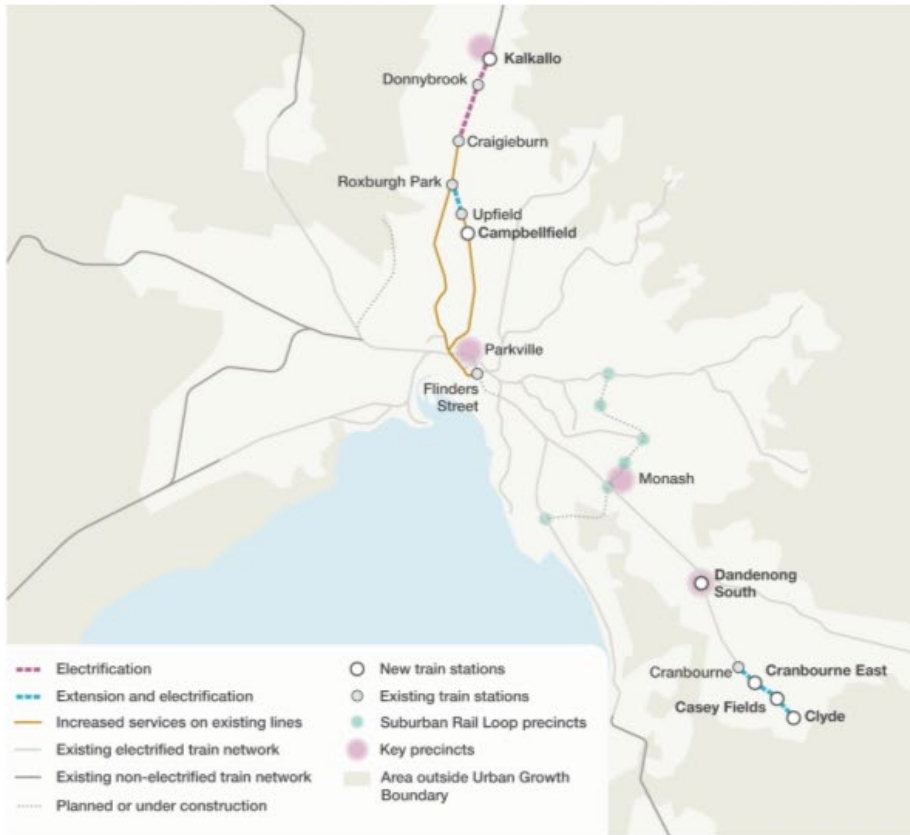 Kalkallo
Donnybrook
Craigieburn
Roxburgh Park
Upfield
Campbellfield
Parkville
Flinders
Street
Monash
Dandenong
South
Cranbourne
Cranbourne East
Casey Fields
Clyde
Electrification
Extension and electrification
Increased services on existing lines
Existing electrified train network
Existing non-electrified train network
Planned or under construction
New train stations
Existing train stations
Suburban Rail Loop precincts
Key precincts
Area outside Urban Growth
Boundary